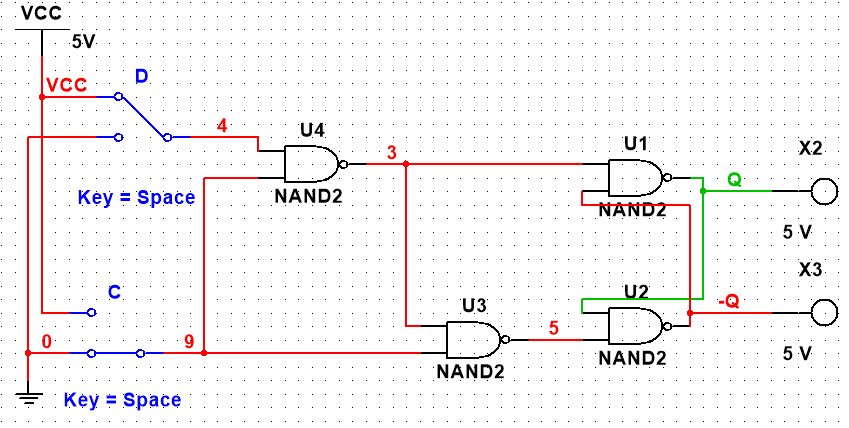 VCC
5V
VCC
D
4
U4
3
NAND2
Key = Space
U1
NAND2
Q
X2
5 V
X3
C
0
9
Key = Space
U3
NAND2
5
U2
NAND2
-Q
5 V